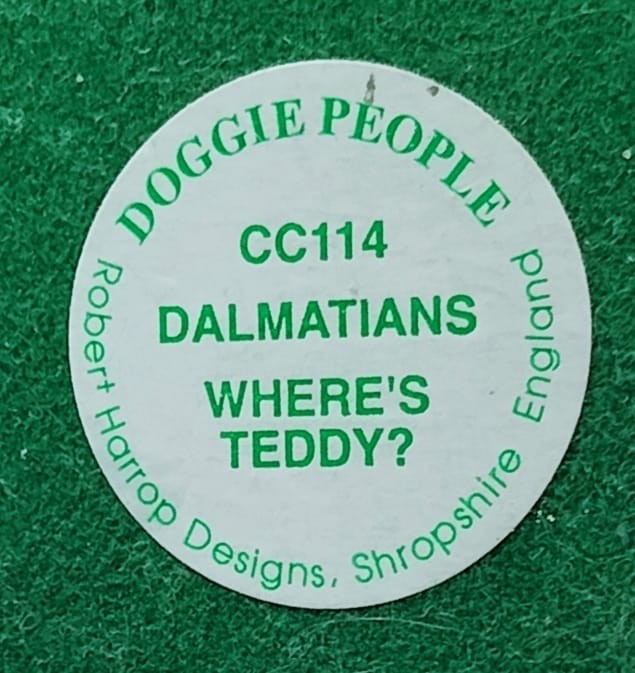 DOGGIE PEOPLE
CC114
DALMATIANS
WHERE'S
TEDDY?
Robert Harrop Designs, Shropshire England